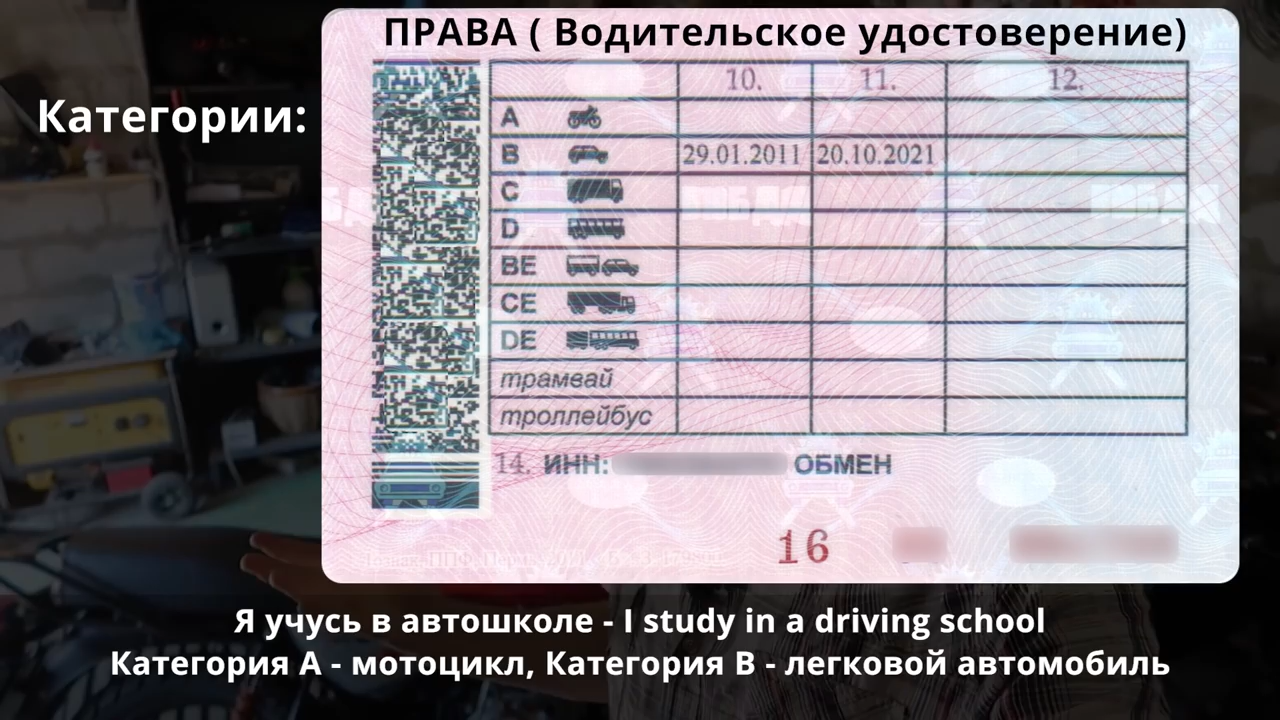 ПРАВА ( Водительское удостоверение)
Категории:
10. 11. 12.
A
B 29.01.2011 20.10.2021
C
D
BE
CE
DE
трамвай
троллейбус
14. ИНН: ОБМЕН
16
Я учусь в автошколе - I study in a driving school
Категория А - мотоцикл, Категория В - легковой автомобиль